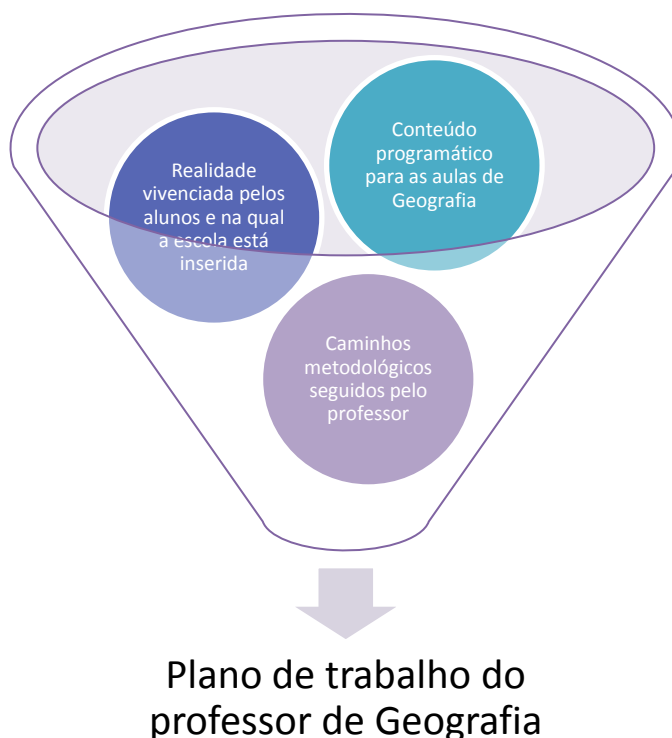 Conteúdo
programático
para as aulas de
Geografia
Realidade
vivenciada pelos
alunos e na qual
a escola está
inserida
Caminhos
metodológicos
seguidos pelo
professor
Plano de trabalho do
professor de Geografia